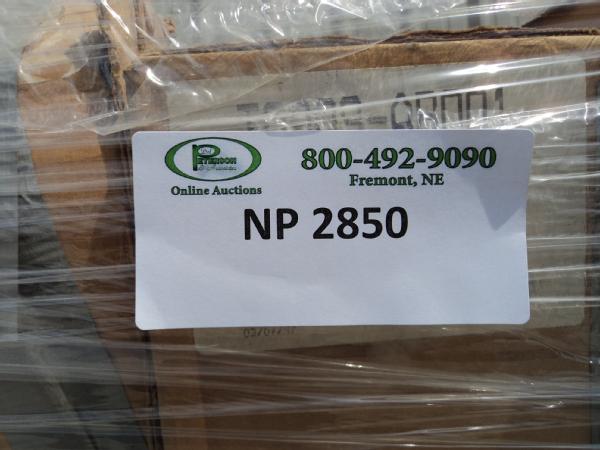 PETERSON
Online Auctions
800-492-9090
Fremont, NE
NP 2850